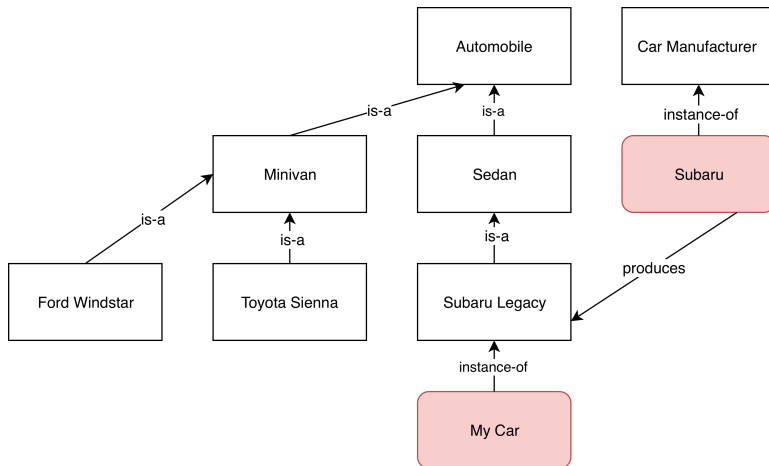 Automobile
Car Manufacturer
is-a
is-a
instance-of
Minivan
Sedan
Subaru
is-a
is-a
is-a
produces
Ford Windstar
Toyota Sienna
Subaru Legacy
instance-of
My Car